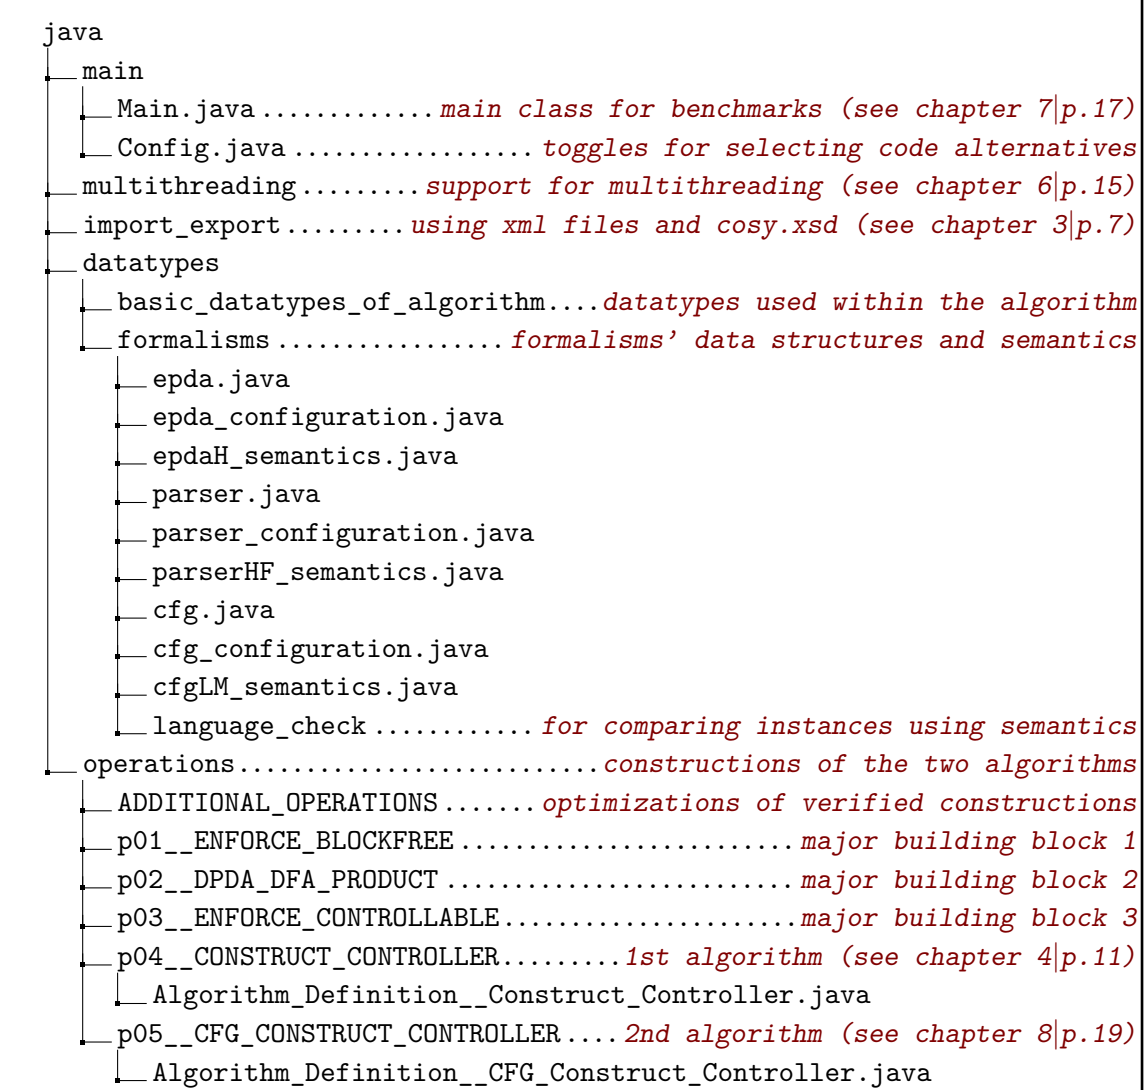 java
main
Main.java ............. main class for benchmarks (see chapter 7|p.17)
Config.java .................. toggles for selecting code alternatives
multithreading ......... support for multithreading (see chapter 6|p.15)
import_export ......... using xml files and cosy.xsd (see chapter 3|p.7)
datatypes
basic_datatypes_of_algorithm.... datatypes used within the algorithm
formalisms ................. formalisms' data structures and semantics
epda.java
epda_configuration.java
epdaH_semantics.java
parser.java
parser_configuration.java
parserHF_semantics.java
cfg.java
cfg_configuration.java
cfgLM_semantics.java
language_check ............ for comparing instances using semantics
operations ........................... constructions of the two algorithms
ADDITIONAL_OPERATIONS ....... optimizations of verified constructions
p01__ENFORCE_BLOCKFREE ......................... major building block 1
p02__DPDA_DFA_PRODUCT .......................... major building block 2
p03__ENFORCE_CONTROLLABLE ...................... major building block 3
p04__CONSTRUCT_CONTROLLER ......... 1st algorithm (see chapter 4|p.11)
Algorithm_Definition__Construct_Controller.java
p05__CFG_CONSTRUCT_CONTROLLER .... 2nd algorithm (see chapter 8|p.19)
Algorithm_Definition__CFG_Construct_Controller.java